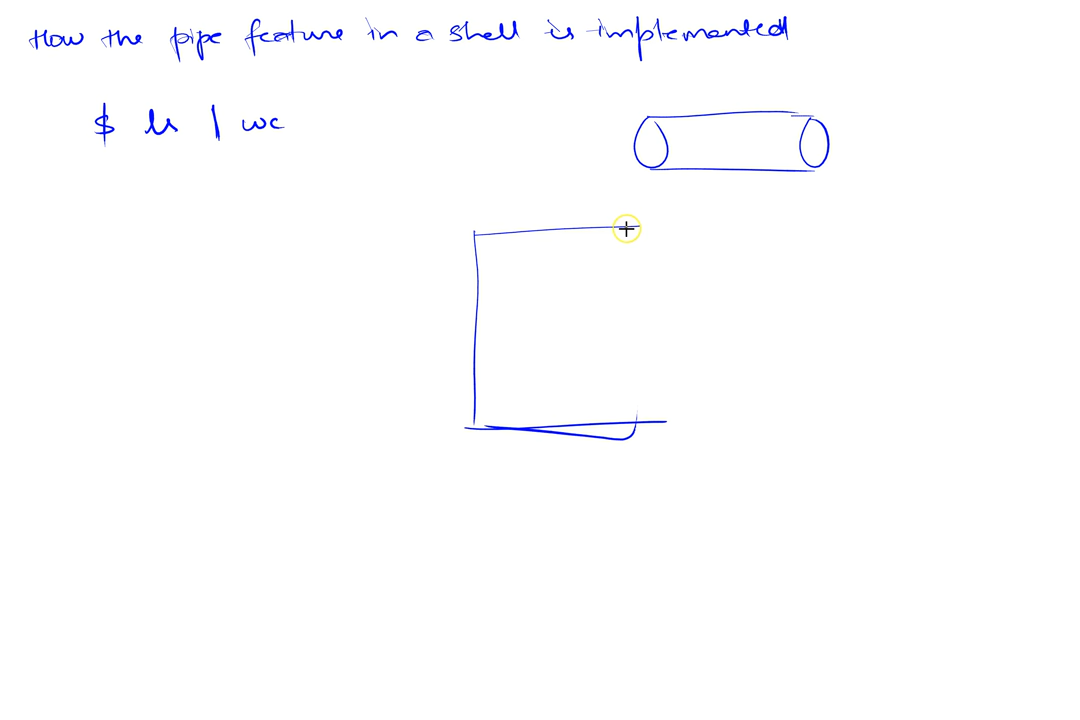 How the pipe feature in a shell is implemented
$ ls | wc